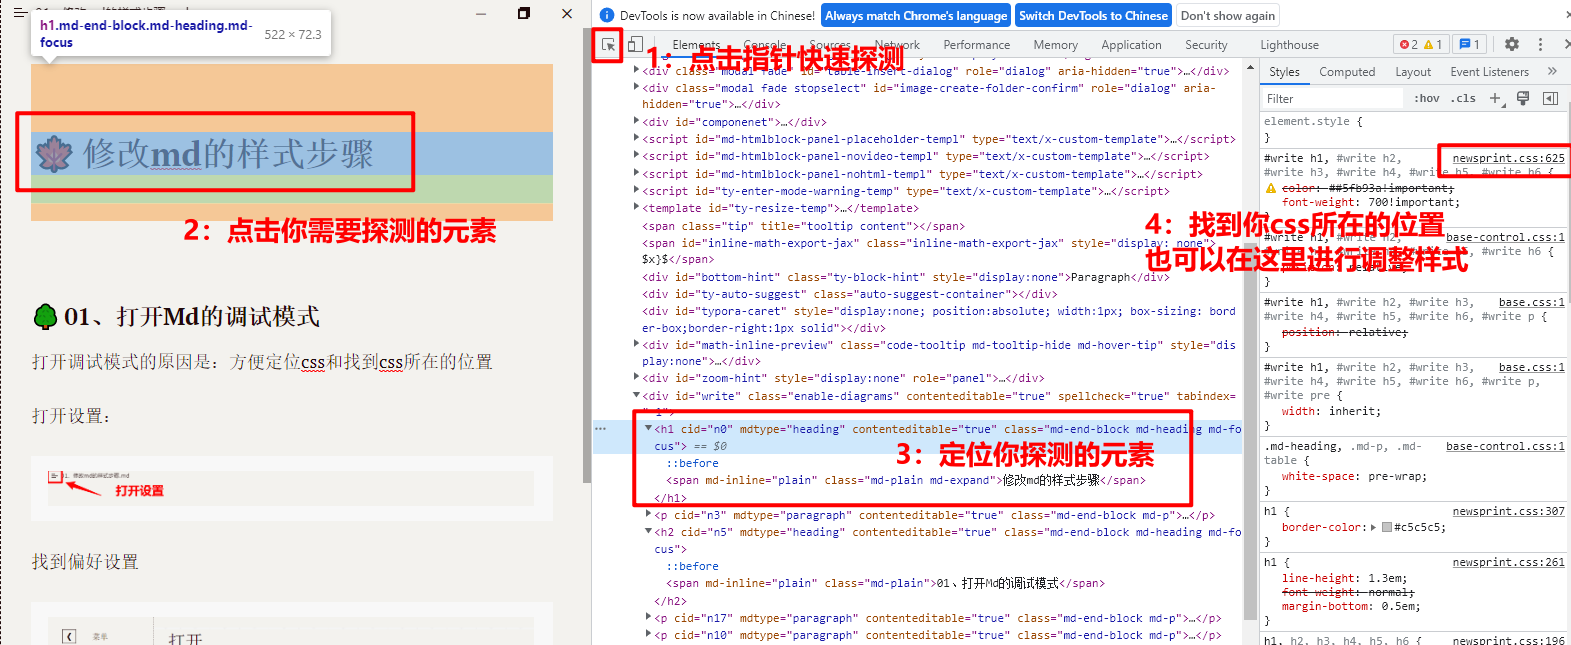 h1.md-end-block.md-heading.md-focus 522 × 72.3
修改md的样式步骤
2：点击你需要探测的元素
01、打开Md的调试模式
打开调试模式的原因是：方便定位css和找到css所在的位置
打开设置：
打开设置
找到偏好设置
菜单
打开
DevTools is now available in Chinese! Always match Chrome's language Switch DevTools to Chinese Don't show again
Elements Console Sources Network Performance Memory Application Security Lighthouse 2 1 1
1：点击指针快速探测
<div class="modal fade" id="table-insert-dialog" role="dialog" aria-hidden="true">…</div>
<div class="modal fade stopselect" id="image-create-folder-confirm" role="dialog" aria-
hidden="true">…</div>
<div id="componenet">…</div>
<script id="md-htmlblock-panel-placeholder-templ" type="text/x-custom-template">…</script>
<script id="md-htmlblock-panel-novideo-templ" type="text/x-custom-template">…</script>
<script id="md-htmlblock-panel-nohtml-templ" type="text/x-custom-template">…</script>
<script id="ty-enter-mode-warning-temp" type="text/x-custom-template">…</script>
<template id="ty-resize-temp">…</template>
<span class="tip" title="tooltip content"></span>
<span id="inline-math-export-jax" class="inline-math-export-jax" style="display: none">
$x}$</span>
<div id="bottom-hint" class="ty-block-hint" style="display:none">Paragraph</div>
<div id="ty-auto-suggest" class="auto-suggest-container"></div>
<div id="typora-caret" style="display:none; position:absolute; width:1px; box-sizing: bord
er-box;border-right:1px solid"></div>
<div id="math-inline-preview" class="code-tooltip md-tooltip-hide md-hover-tip" style="dis
play:none">…</div>
<div id="zoom-hint" style="display:none" role="panel">…</div>
<div id="write" class="enable-diagrams" contenteditable="true" spellcheck="true" tabindex=
<h1 cid="n0" mdtype="heading" contenteditable="true" class="md-end-block md-heading md-fo
cus"> == $0
3：定位你探测的元素
::before
<span md-inline="plain" class="md-plain md-expand">修改md的样式步骤</span>
</h1>
<p cid="n3" mdtype="paragraph" contenteditable="true" class="md-end-block md-p">…</p>
<h2 cid="n5" mdtype="heading" contenteditable="true" class="md-end-block md-heading md-fo
cus">
::before
<span md-inline="plain" class="md-plain">01、打开Md的调试模式</span>
</h2>
<p cid="n17" mdtype="paragraph" contenteditable="true" class="md-end-block md-p">…</p>
<p cid="n10" mdtype="paragraph" contenteditable="true" class="md-end-block md-p">…</p>
Styles Computed Layout Event Listeners
Filter :hov .cls
element.style {
}
#write h1, #write h2, newsprint.css:625
#write h3, #write h4, #write h5, #write h6 {
color: ##5fb93a!important;
font-weight: 700!important;
4：找到你css所在的位置
#write h1, base-control.css:1
也可以在这里进行调整样式
#write h6 {
}
#write h1, #write h2, #write h3, base.css:1
#write h4, #write h5, #write h6, #write p {
position: relative;
}
#write h1, #write h2, #write h3, base.css:1
#write h4, #write h5, #write h6, #write p,
#write pre {
width: inherit;
}
.md-heading, .md-p, .md- base-control.css:1
table {
white-space: pre-wrap;
}
h1 { newsprint.css:307
border-color: #c5c5c5;
}
h1 { newsprint.css:261
line-height: 1.3em;
font-weight: normal;
margin-bottom: 0.5em;
}
h1, h2, h3, h4, h5, h6 { newsprint.css:196